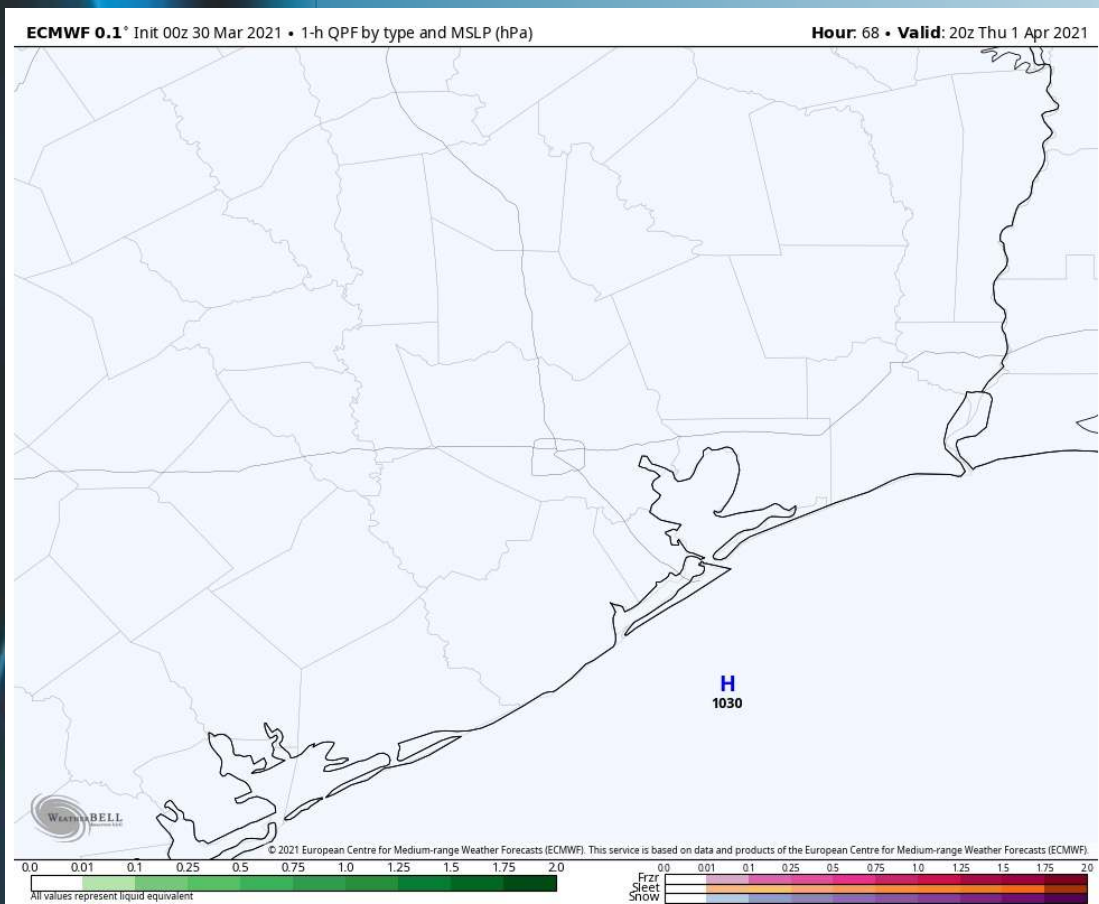 ECMWF 0.1° Init 00z 30 Mar 2021 • 1-h QPF by type and MSLP (hPa)
Hour: 68 • Valid: 20z Thu 1 Apr 2021
H
1030
WeatherBELL
© 2021 European Centre for Medium-range Weather Forecasts (ECMWF). This service is based on data and products of the European Centre for Medium-range Weather Forecasts (ECMWF).
0.0 0.01 0.1 0.25 0.5 0.75 1.0 1.25 1.5 1.75 2.0
All values represent liquid equivalent
0.0 0.01 0.1 0.25 0.5 0.75 1.0 1.25 1.5 1.75 2.0
Frzr
Sleet
Snow